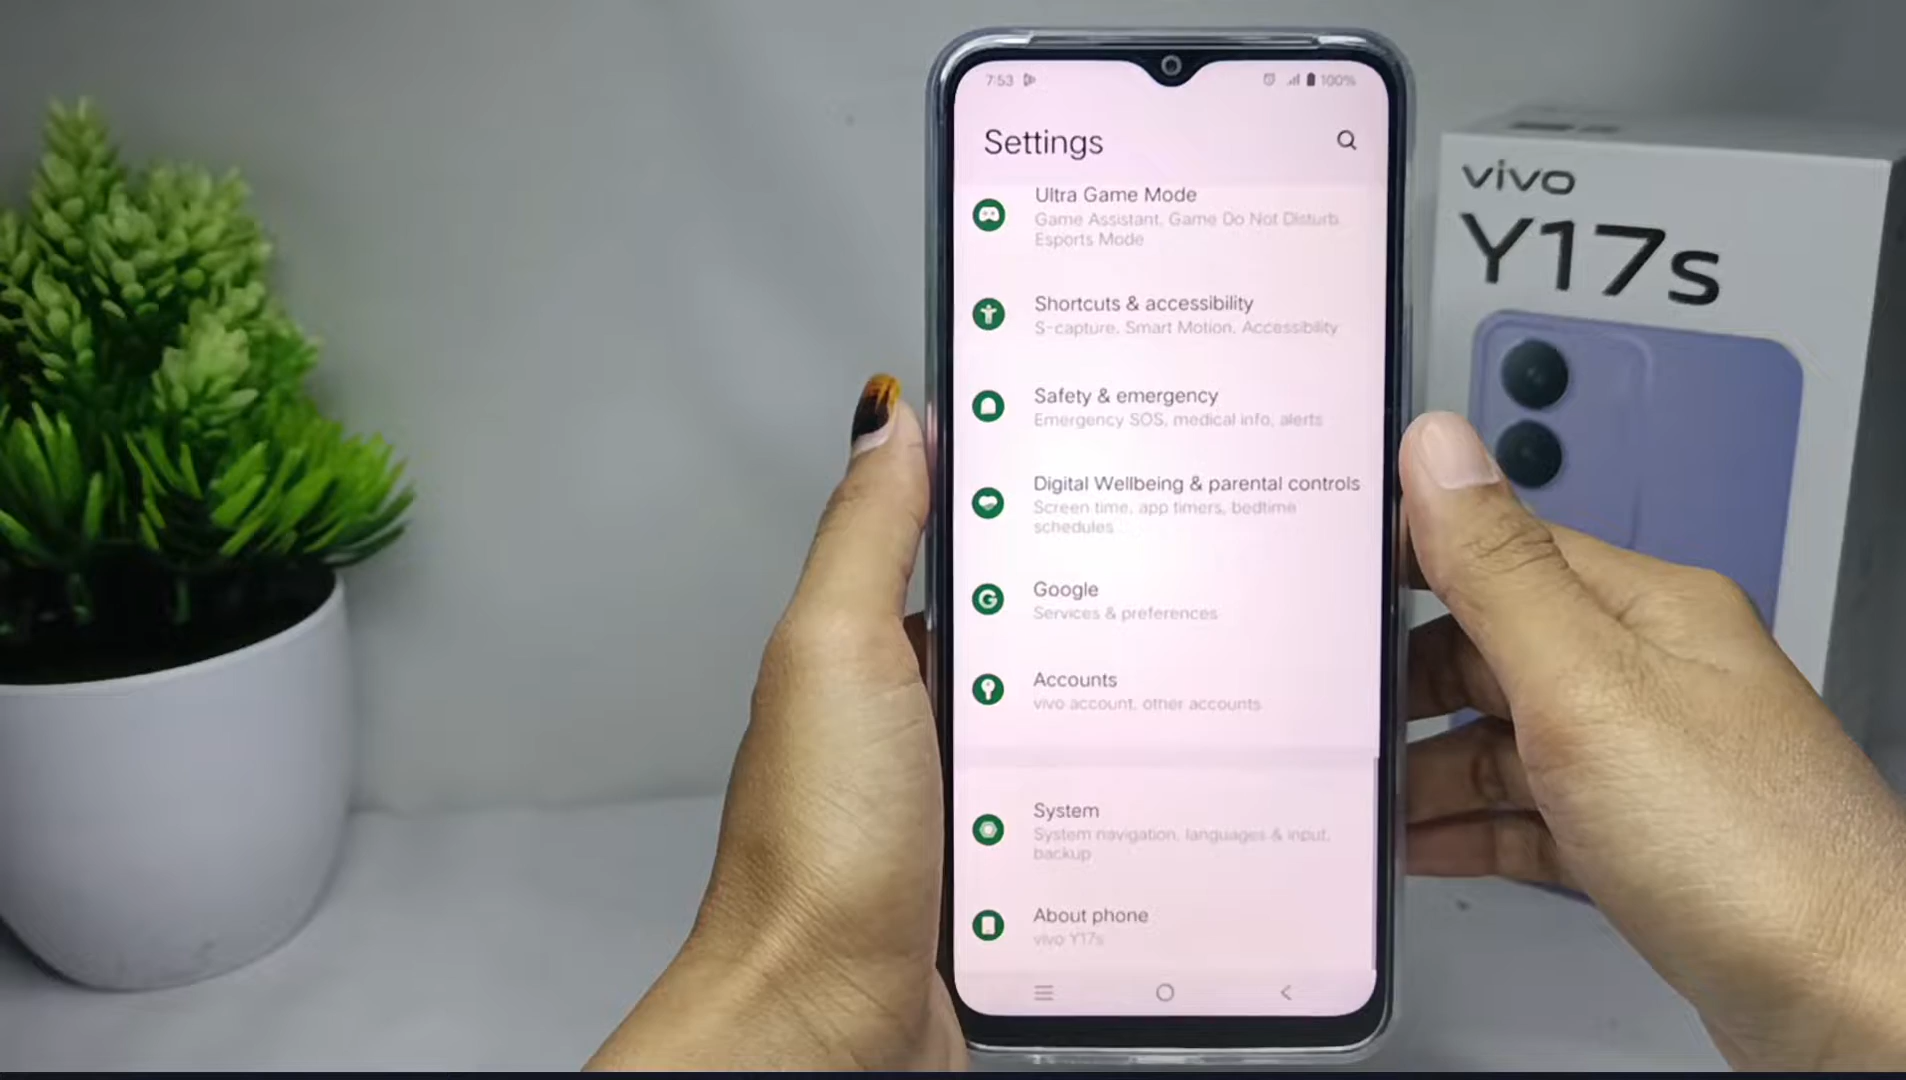 7:53
100%
Settings
Ultra Game Mode
Game Assistant, Game Do Not Disturb,
Esports Mode
Shortcuts & accessibility
S-capture, Smart Motion, Accessibility
Safety & emergency
Emergency SOS, medical info, alerts
Digital Wellbeing & parental controls
Screen time, app timers, bedtime
schedules
Google
Services & preferences
Accounts
vivo account, other accounts
System
System navigation, languages & input,
backup
About phone
vivo Y17s
vivo
Y17s